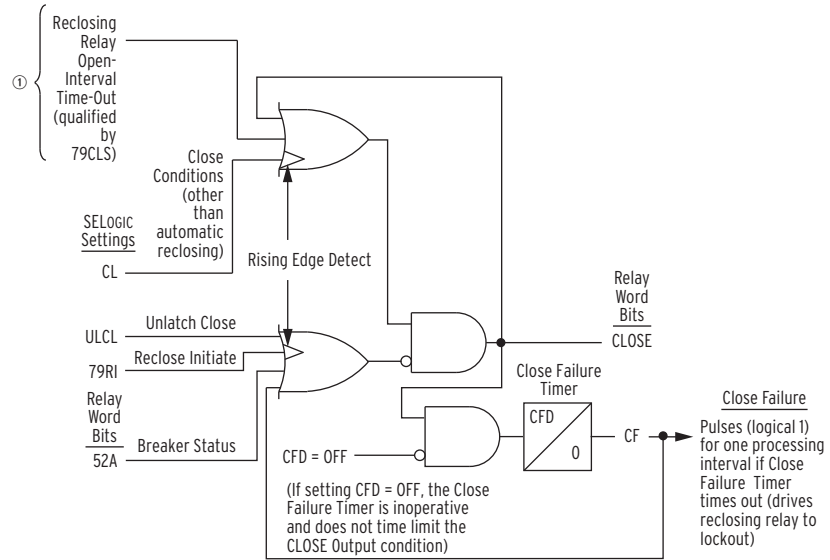 ①
Reclosing
Relay
Open-
Interval
Time-Out
(qualified
by
79CLS)
Close
Conditions
(other
than
automatic
reclosing)
SELOGIC
Settings
CL
Rising Edge Detect
ULCL
Unlatch Close
79RI
Reclose Initiate
Relay
Word
Bits
52A
Breaker Status
Relay
Word
Bits
CLOSE
Close Failure
Timer
CFD
0
CF
CFD = OFF
(If setting CFD = OFF, the Close
Failure Timer is inoperative
and does not time limit the
CLOSE Output condition)
Close Failure
Pulses (logical 1)
for one processing
interval if Close
Failure Timer
times out (drives
reclosing relay to
lockout)